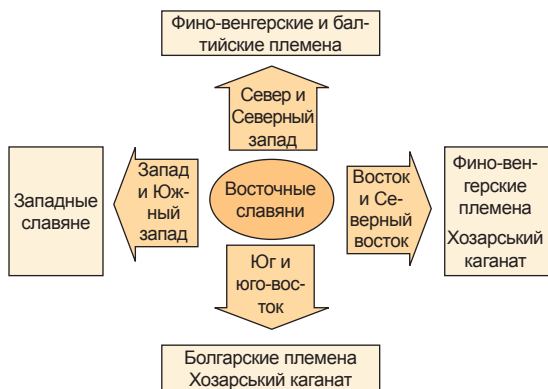 Фино-венгерские и бал-
тийские племена
Север и
Северный
запад
Западные
славяне
Запад
и Юж-
ный
запад
Восточные
славяни
Восток
и Се-
верный
восток
Фино-вен-
герские
племена
Хозарський
каганат
Юг и
юго-вос-
ток
Болгарские племена
Хозарський каганат